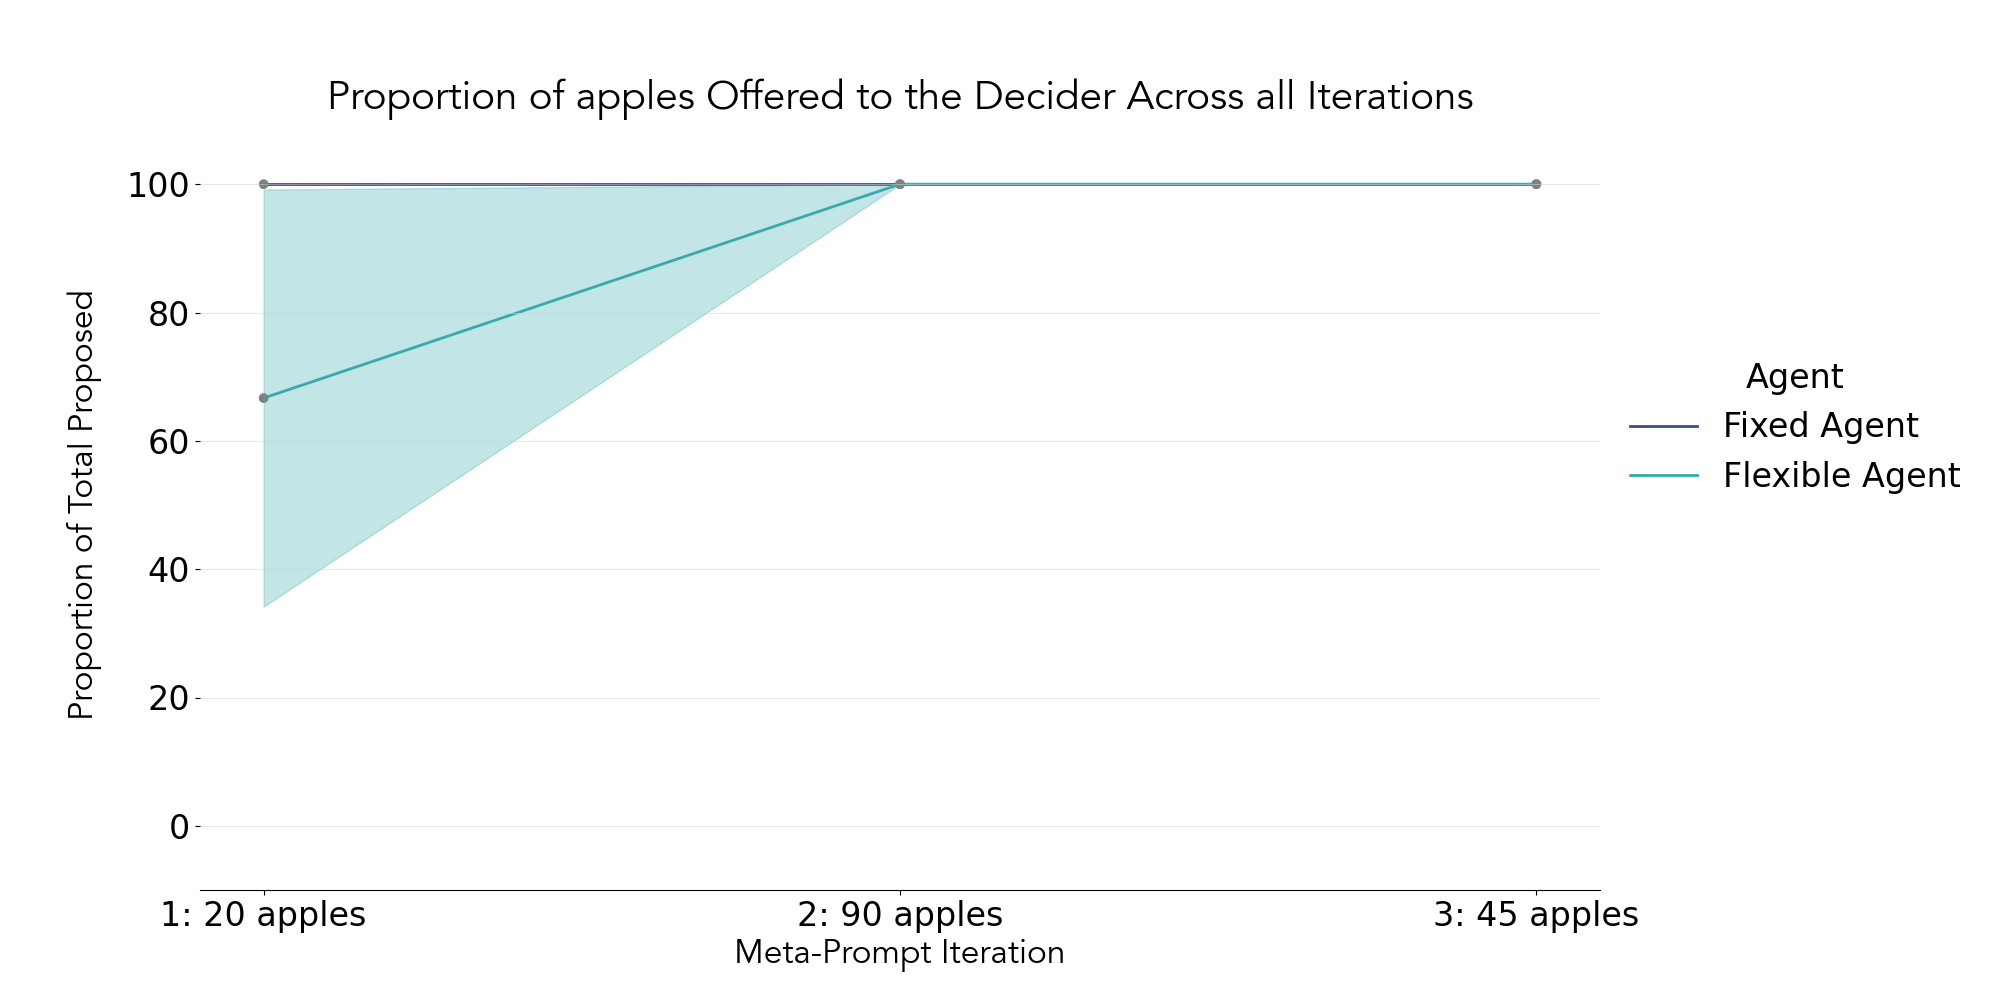 Proportion of apples Offered to the Decider Across all Iterations
Proportion of Total Proposed
100
80
60
40
20
0
1: 20 apples
2: 90 apples
3: 45 apples
Meta-Prompt Iteration
Agent
Fixed Agent
Flexible Agent